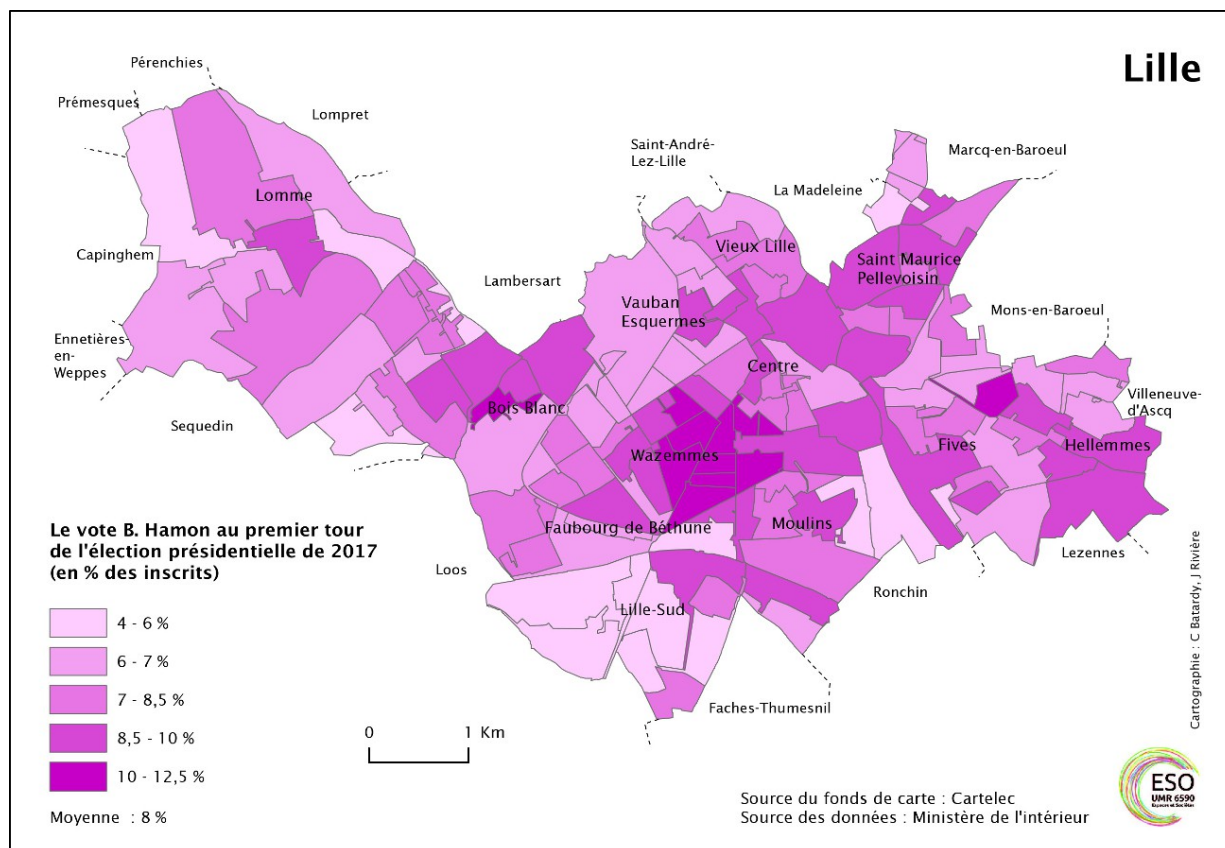 Lille
Pérenchies
Prémesques
Lompret
Saint-André-
Lez-Lille
Marcq-en-Baroeul
La Madeleine
Lomme
Capinghem
Vieux Lille
Saint Maurice
Pellevoisin
Lambersart
Vauban
Esquermes
Mons-en-Baroeul
Ennetières-
en-
Weppes
Centre
Villeneuve-
d'Ascq
Sequedin
Bois Blanc
Fives
Hellemmes
Wazemmes
Faubourg de Béthune
Moulins
Lezennes
Loos
Ronchin
Lille-Sud
Faches-Thumesnil
Le vote B. Hamon au premier tour
de l'élection présidentielle de 2017
(en % des inscrits)
4 - 6 %
6 - 7 %
7 - 8,5 %
8,5 - 10 %
10 - 12,5 %
Moyenne : 8 %
0 1 Km
Source du fonds de carte : Cartelec
Source des données : Ministère de l'intérieur
Cartographie : C Batardy, J Rivière
ESO
UMR 6590
Espaces et Sociétés